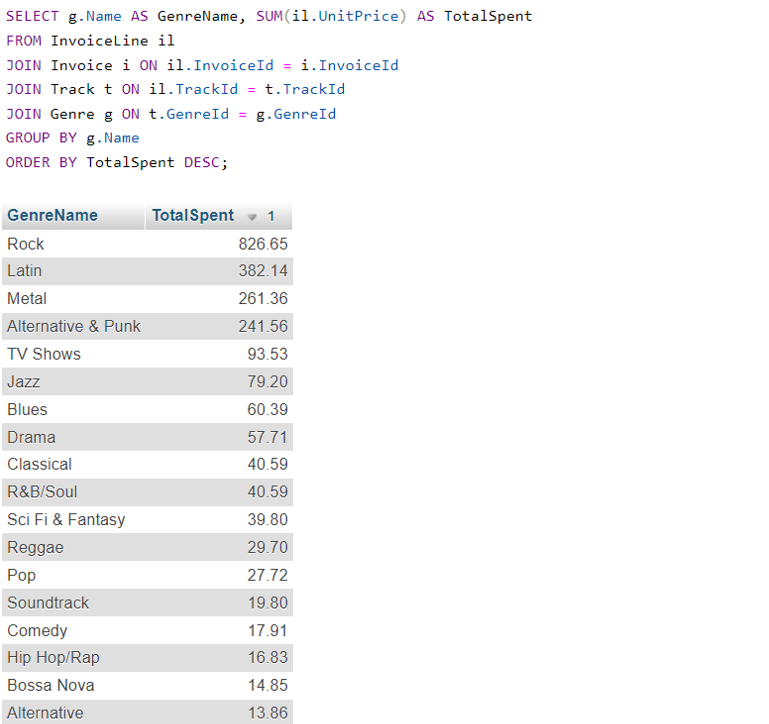 SELECT g.Name AS GenreName, SUM(il.UnitPrice) AS TotalSpent
FROM InvoiceLine il
JOIN Invoice i ON il.InvoiceId = i.InvoiceId
JOIN Track t ON il.TrackId = t.TrackId
JOIN Genre g ON t.GenreId = g.GenreId
GROUP BY g.Name
ORDER BY TotalSpent DESC;
GenreName TotalSpent 1
Rock 826.65
Latin 382.14
Metal 261.36
Alternative & Punk 241.56
TV Shows 93.53
Jazz 79.20
Blues 60.39
Drama 57.71
Classical 40.59
R&B/Soul 40.59
Sci Fi & Fantasy 39.80
Reggae 29.70
Pop 27.72
Soundtrack 19.80
Comedy 17.91
Hip Hop/Rap 16.83
Bossa Nova 14.85
Alternative 13.86